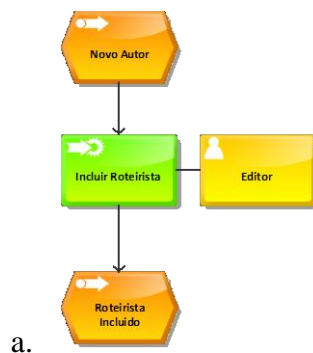 Novo Autor
Incluir Roteirista
Editor
Roteirista
Incluido
a.